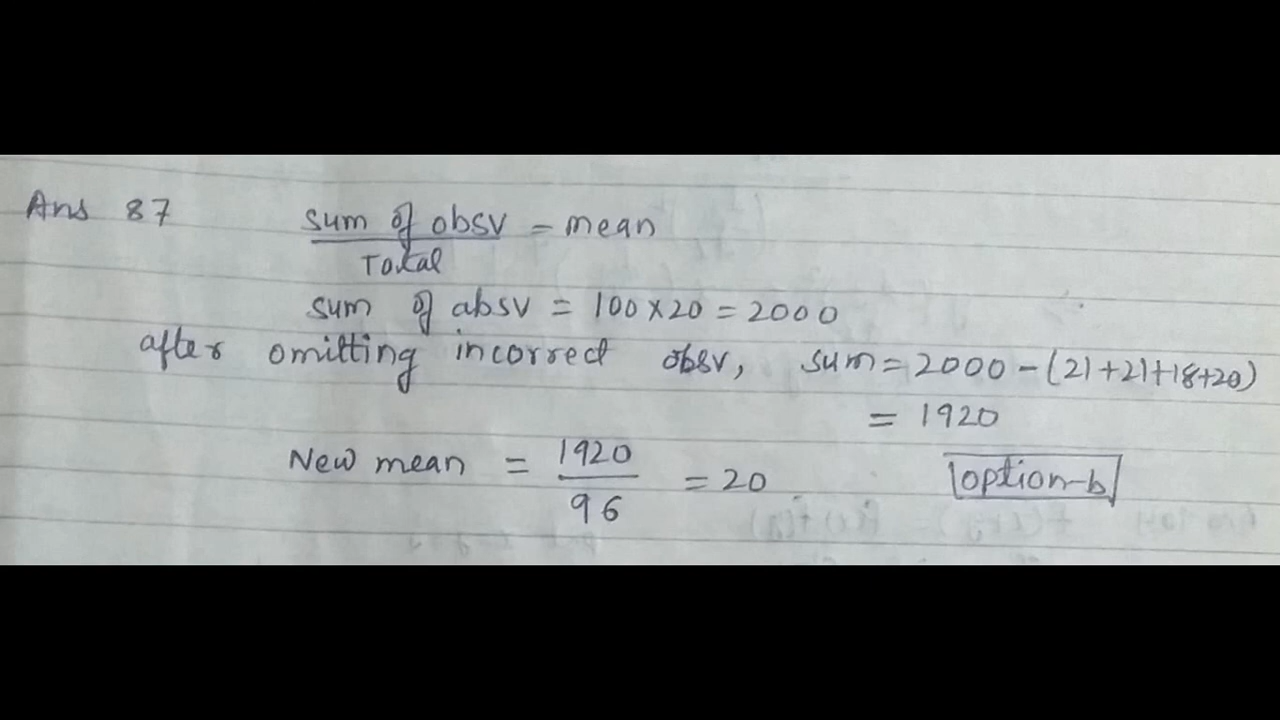 Ans 87
sum of obsv = mean
Total
sum of absv = 100 × 20 = 2000
after omitting incorrect obsv, sum = 2000 - (21+21+18+20)
= 1920
New mean = 1920 = 20
96
option-b